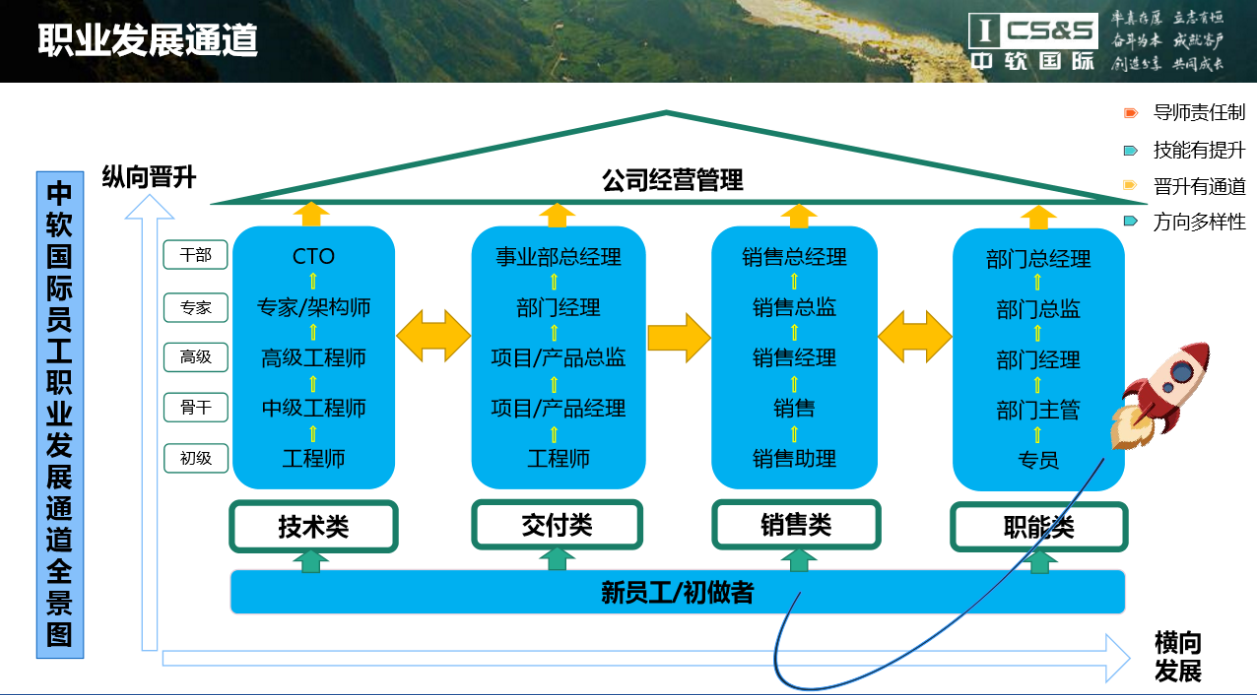 职业发展通道
I CS&S
中软国际
率真存厚 立志有恒
奋斗为本 成就客户
创造分享 共同成长
导师责任制
技能有提升
晋升有通道
方向多样性
中软国际员工职业发展通道全景图
纵向晋升
公司经营管理
干部
专家
高级
骨干
初级
CTO
专家/架构师
高级工程师
中级工程师
工程师
技术类
事业部总经理
部门经理
项目/产品总监
项目/产品经理
工程师
交付类
销售总经理
销售总监
销售经理
销售
销售助理
销售类
部门总经理
部门总监
部门经理
部门主管
专员
职能类
新员工/初做者
横向
发展